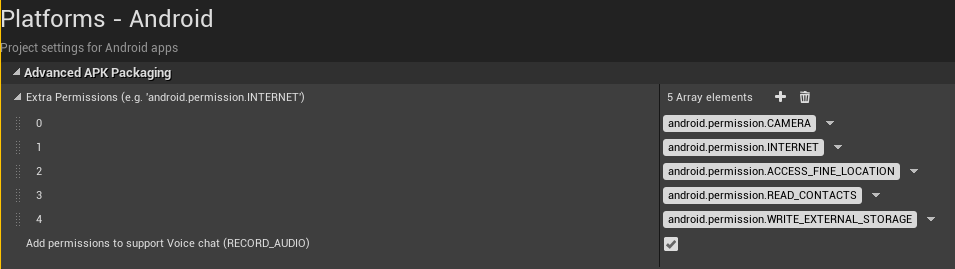 Platforms - Android
Project settings for Android apps
Advanced APK Packaging
Extra Permissions (e.g. 'android.permission.INTERNET') 5 Array elements
0 android.permission.CAMERA
1 android.permission.INTERNET
2 android.permission.ACCESS_FINE_LOCATION
3 android.permission.READ_CONTACTS
4 android.permission.WRITE_EXTERNAL_STORAGE
Add permissions to support Voice chat (RECORD_AUDIO)